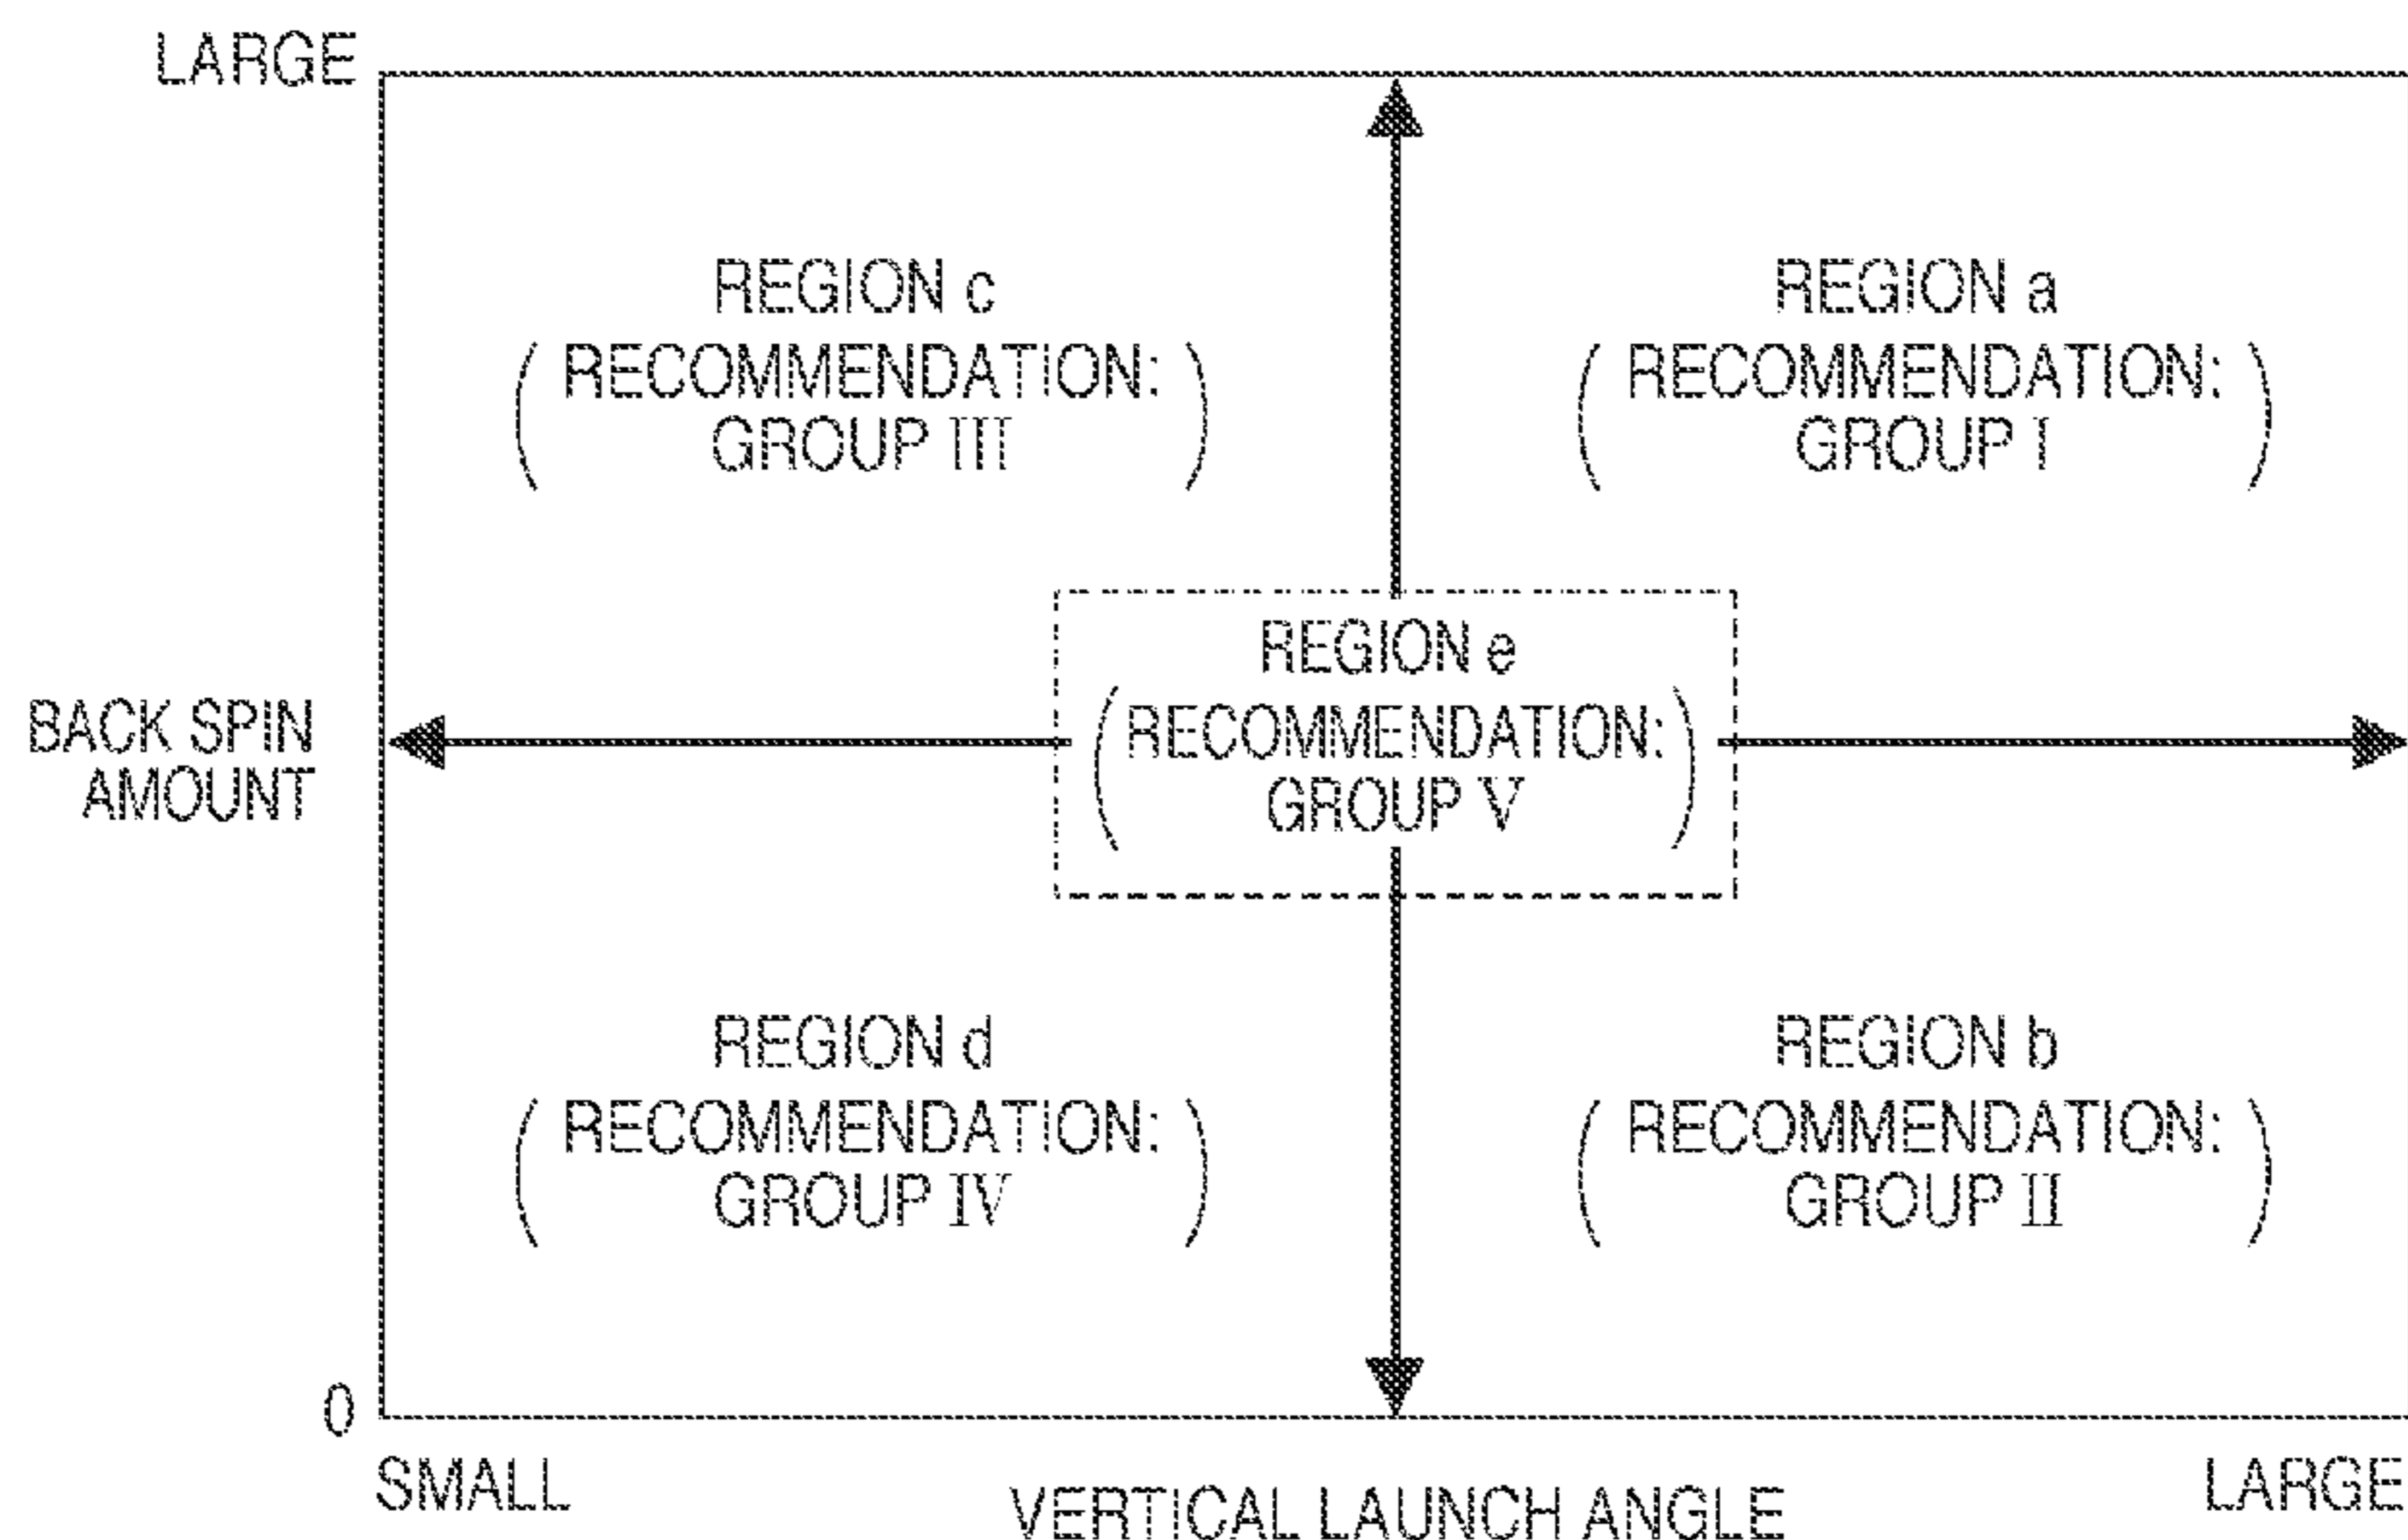 LARGE
REGION c
(RECOMMENDATION:
GROUP III)
REGION a
(RECOMMENDATION:
GROUP I)
BACK SPIN
AMOUNT
REGION e
(RECOMMENDATION:
GROUP V)
REGION d
(RECOMMENDATION:
GROUP IV)
REGION b
(RECOMMENDATION:
GROUP II)
0
SMALL
VERTICAL LAUNCH ANGLE
LARGE